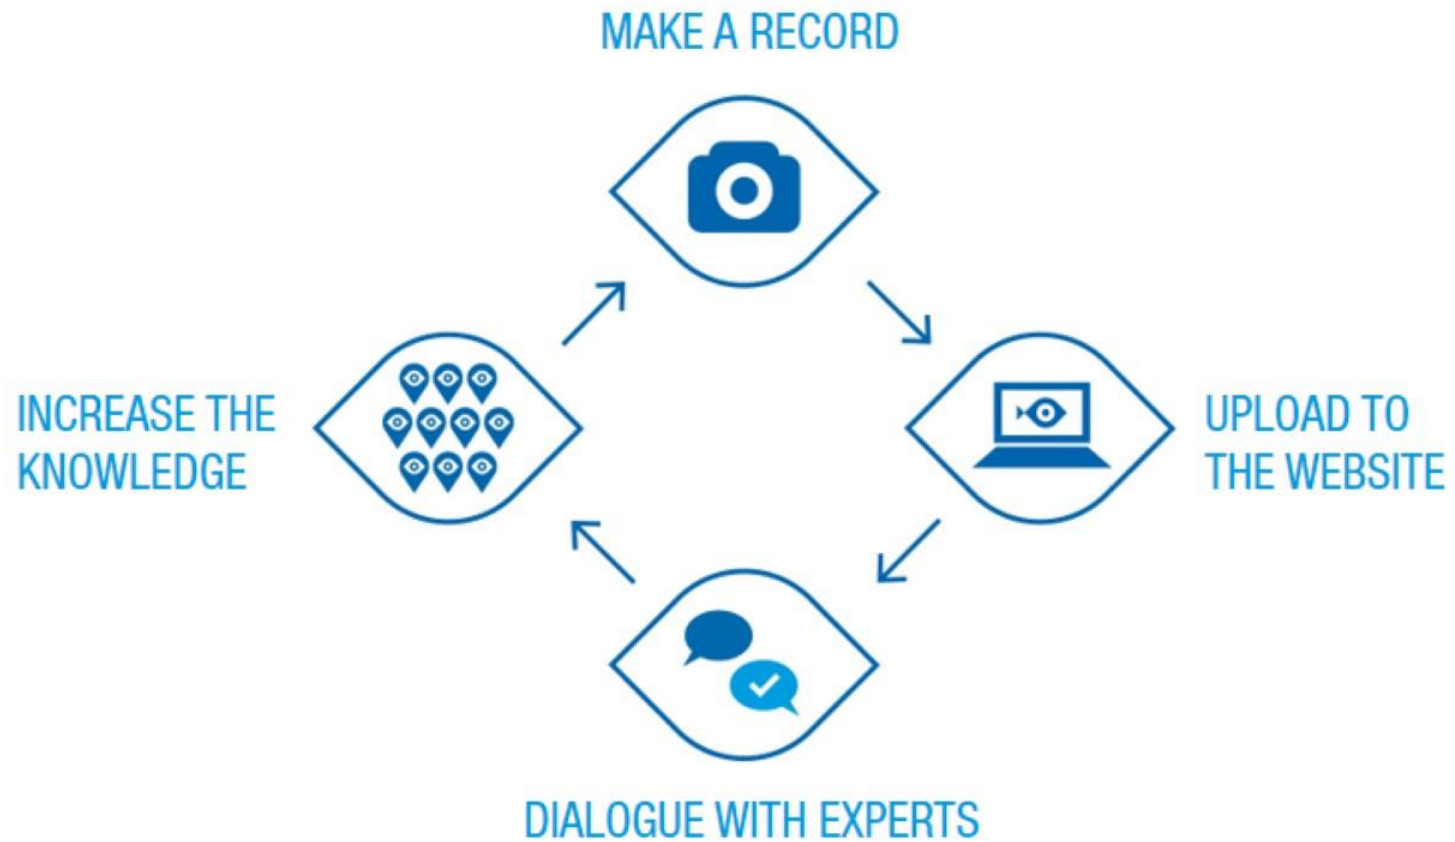 MAKE A RECORD
INCREASE THE
KNOWLEDGE
UPLOAD TO
THE WEBSITE
DIALOGUE WITH EXPERTS